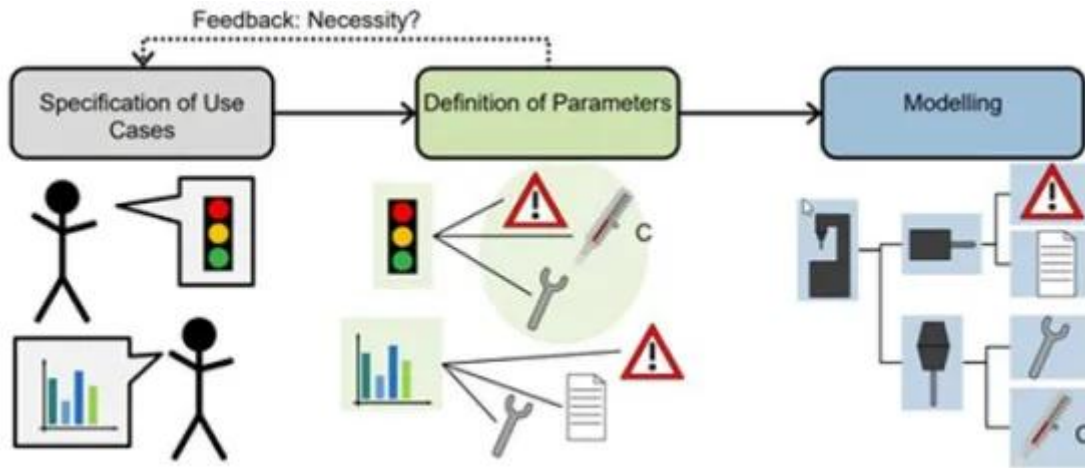 Feedback: Necessity?
Specification of Use
Cases
Definition of Parameters
Modelling
C
C